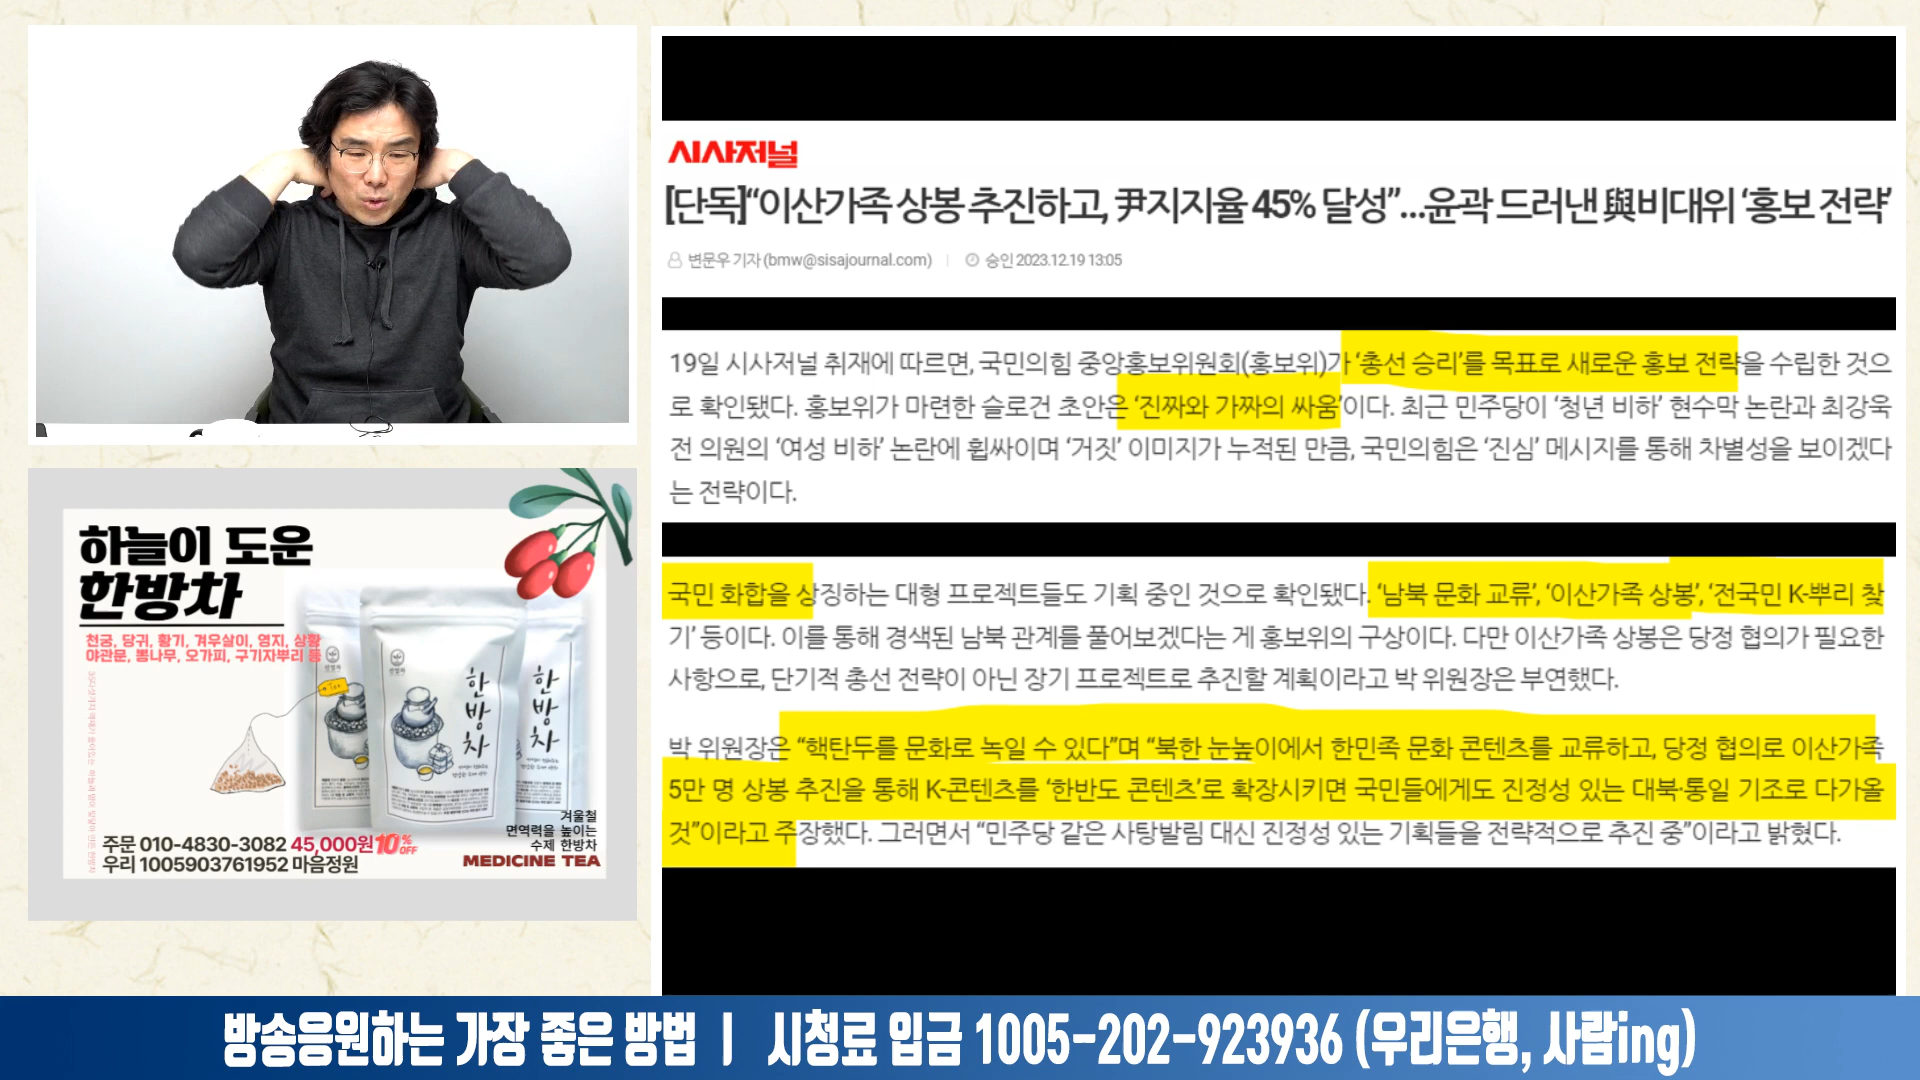 시사저널
[단독]“이산가족 상봉 추진하고, 尹지지율 45% 달성”...윤곽 드러낸 與비대위 ‘홍보 전략’
변문우 기자 (bmw@sisajournal.com) | 승인 2023.12.19 13:05
19일 시사저널 취재에 따르면, 국민의힘 중앙홍보위원회(홍보위)가 ‘총선 승리’를 목표로 새로운 홍보 전략을 수립한 것으
로 확인됐다. 홍보위가 마련한 슬로건 초안은 ‘진짜와 가짜의 싸움’이다. 최근 민주당이 ‘청년 비하’ 현수막 논란과 최강욱
전 의원의 ‘여성 비하’ 논란에 휩싸이며 ‘거짓’ 이미지가 누적된 만큼, 국민의힘은 ‘진심’ 메시지를 통해 차별성을 보이겠다
는 전략이다.
국민 화합을 상징하는 대형 프로젝트들도 기획 중인 것으로 확인됐다. ‘남북 문화 교류’, ‘이산가족 상봉’, ‘전국민 K-뿌리 찾
기’ 등이다. 이를 통해 경색된 남북 관계를 풀어보겠다는 게 홍보위의 구상이다. 다만 이산가족 상봉은 당정 협의가 필요한
사항으로, 단기적 총선 전략이 아닌 장기 프로젝트로 추진할 계획이라고 박 위원장은 부연했다.
박 위원장은 “핵탄두를 문화로 녹일 수 있다”며 “북한 눈높이에서 한민족 문화 콘텐츠를 교류하고, 당정 협의로 이산가족
5만 명 상봉 추진을 통해 K-콘텐츠를 ‘한반도 콘텐츠’로 확장시키면 국민들에게도 진정성 있는 대북·통일 기조로 다가올
것”이라고 주장했다. 그러면서 “민주당 같은 사탕발림 대신 진정성 있는 기획들을 전략적으로 추진 중”이라고 밝혔다.
하늘이 도운
한방차
천궁, 당귀, 황기, 겨우살이, 영지, 상황
야관문, 뽕나무, 오가피, 구기자뿌리 등
한방차
한방차
겨울철
면역력을 높이는
수제 한방차
MEDICINE TEA
주문 010-4830-3082 45,000원 10% OFF
우리 1005903761952 마음정원
방송응원하는 가장 좋은 방법 | 시청료 입금 1005-202-923936 (우리은행, 사람ing)